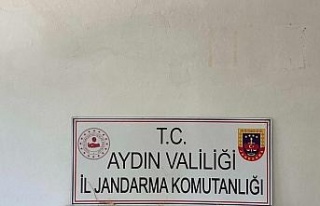 T.C.
AYDIN VALİLİĞİ
İL JANDARMA KOMUTANLIĞI